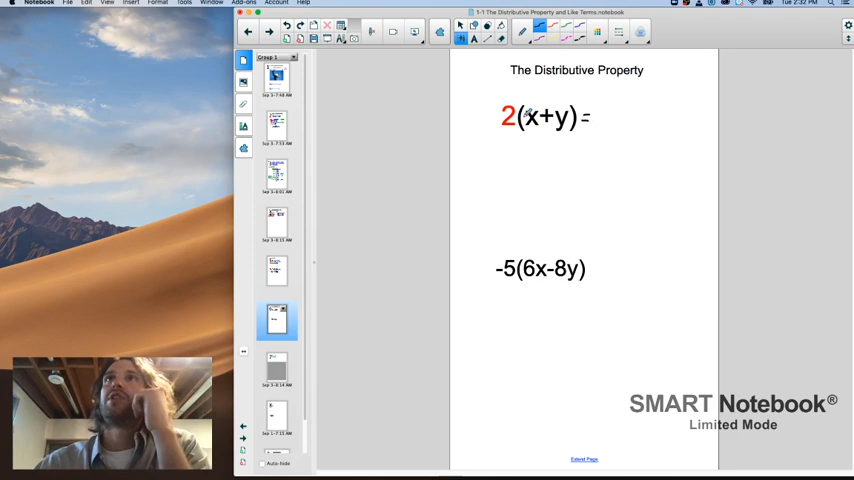 Notebook File Edit View Insert Format Tools Window Add-ons Account Help Tue 2:32 PM
1-1 The Distributive Property and Like Terms.notebook
Group 1
Sep 3-7:48 AM
Sep 3-7:53 AM
Sep 3-8:01 AM
Sep 3-8:15 AM
Sep 3-8:14 AM
Sep 1-7:15 AM
Auto-hide
The Distributive Property
2(x+y)=
-5(6x-8y)
SMART Notebook®
Limited Mode
Extend Page